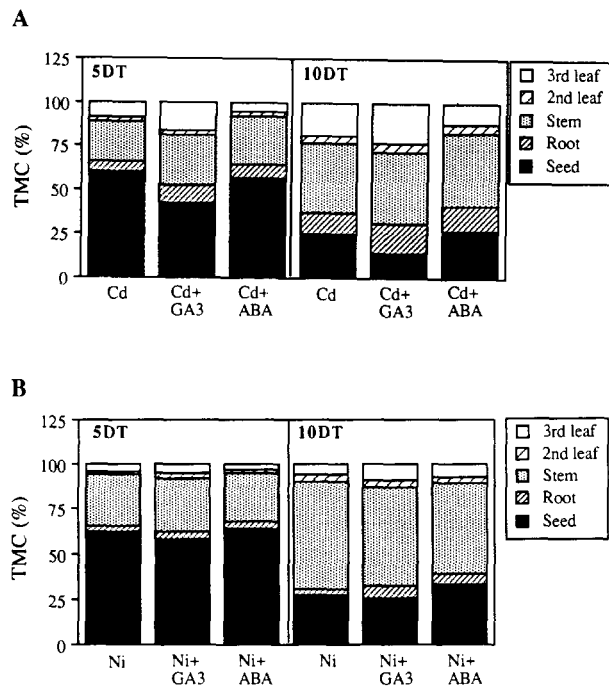 A
TMC (%)
125
100
75
50
25
0
5DT
10DT
Cd
Cd+
GA3
Cd+
ABA
Cd
Cd+
GA3
Cd+
ABA
3rd leaf
2nd leaf
Stem
Root
Seed
B
TMC (%)
125
100
75
50
25
0
5DT
10DT
Ni
Ni+
GA3
Ni+
ABA
Ni
Ni+
GA3
Ni+
ABA
3rd leaf
2nd leaf
Stem
Root
Seed